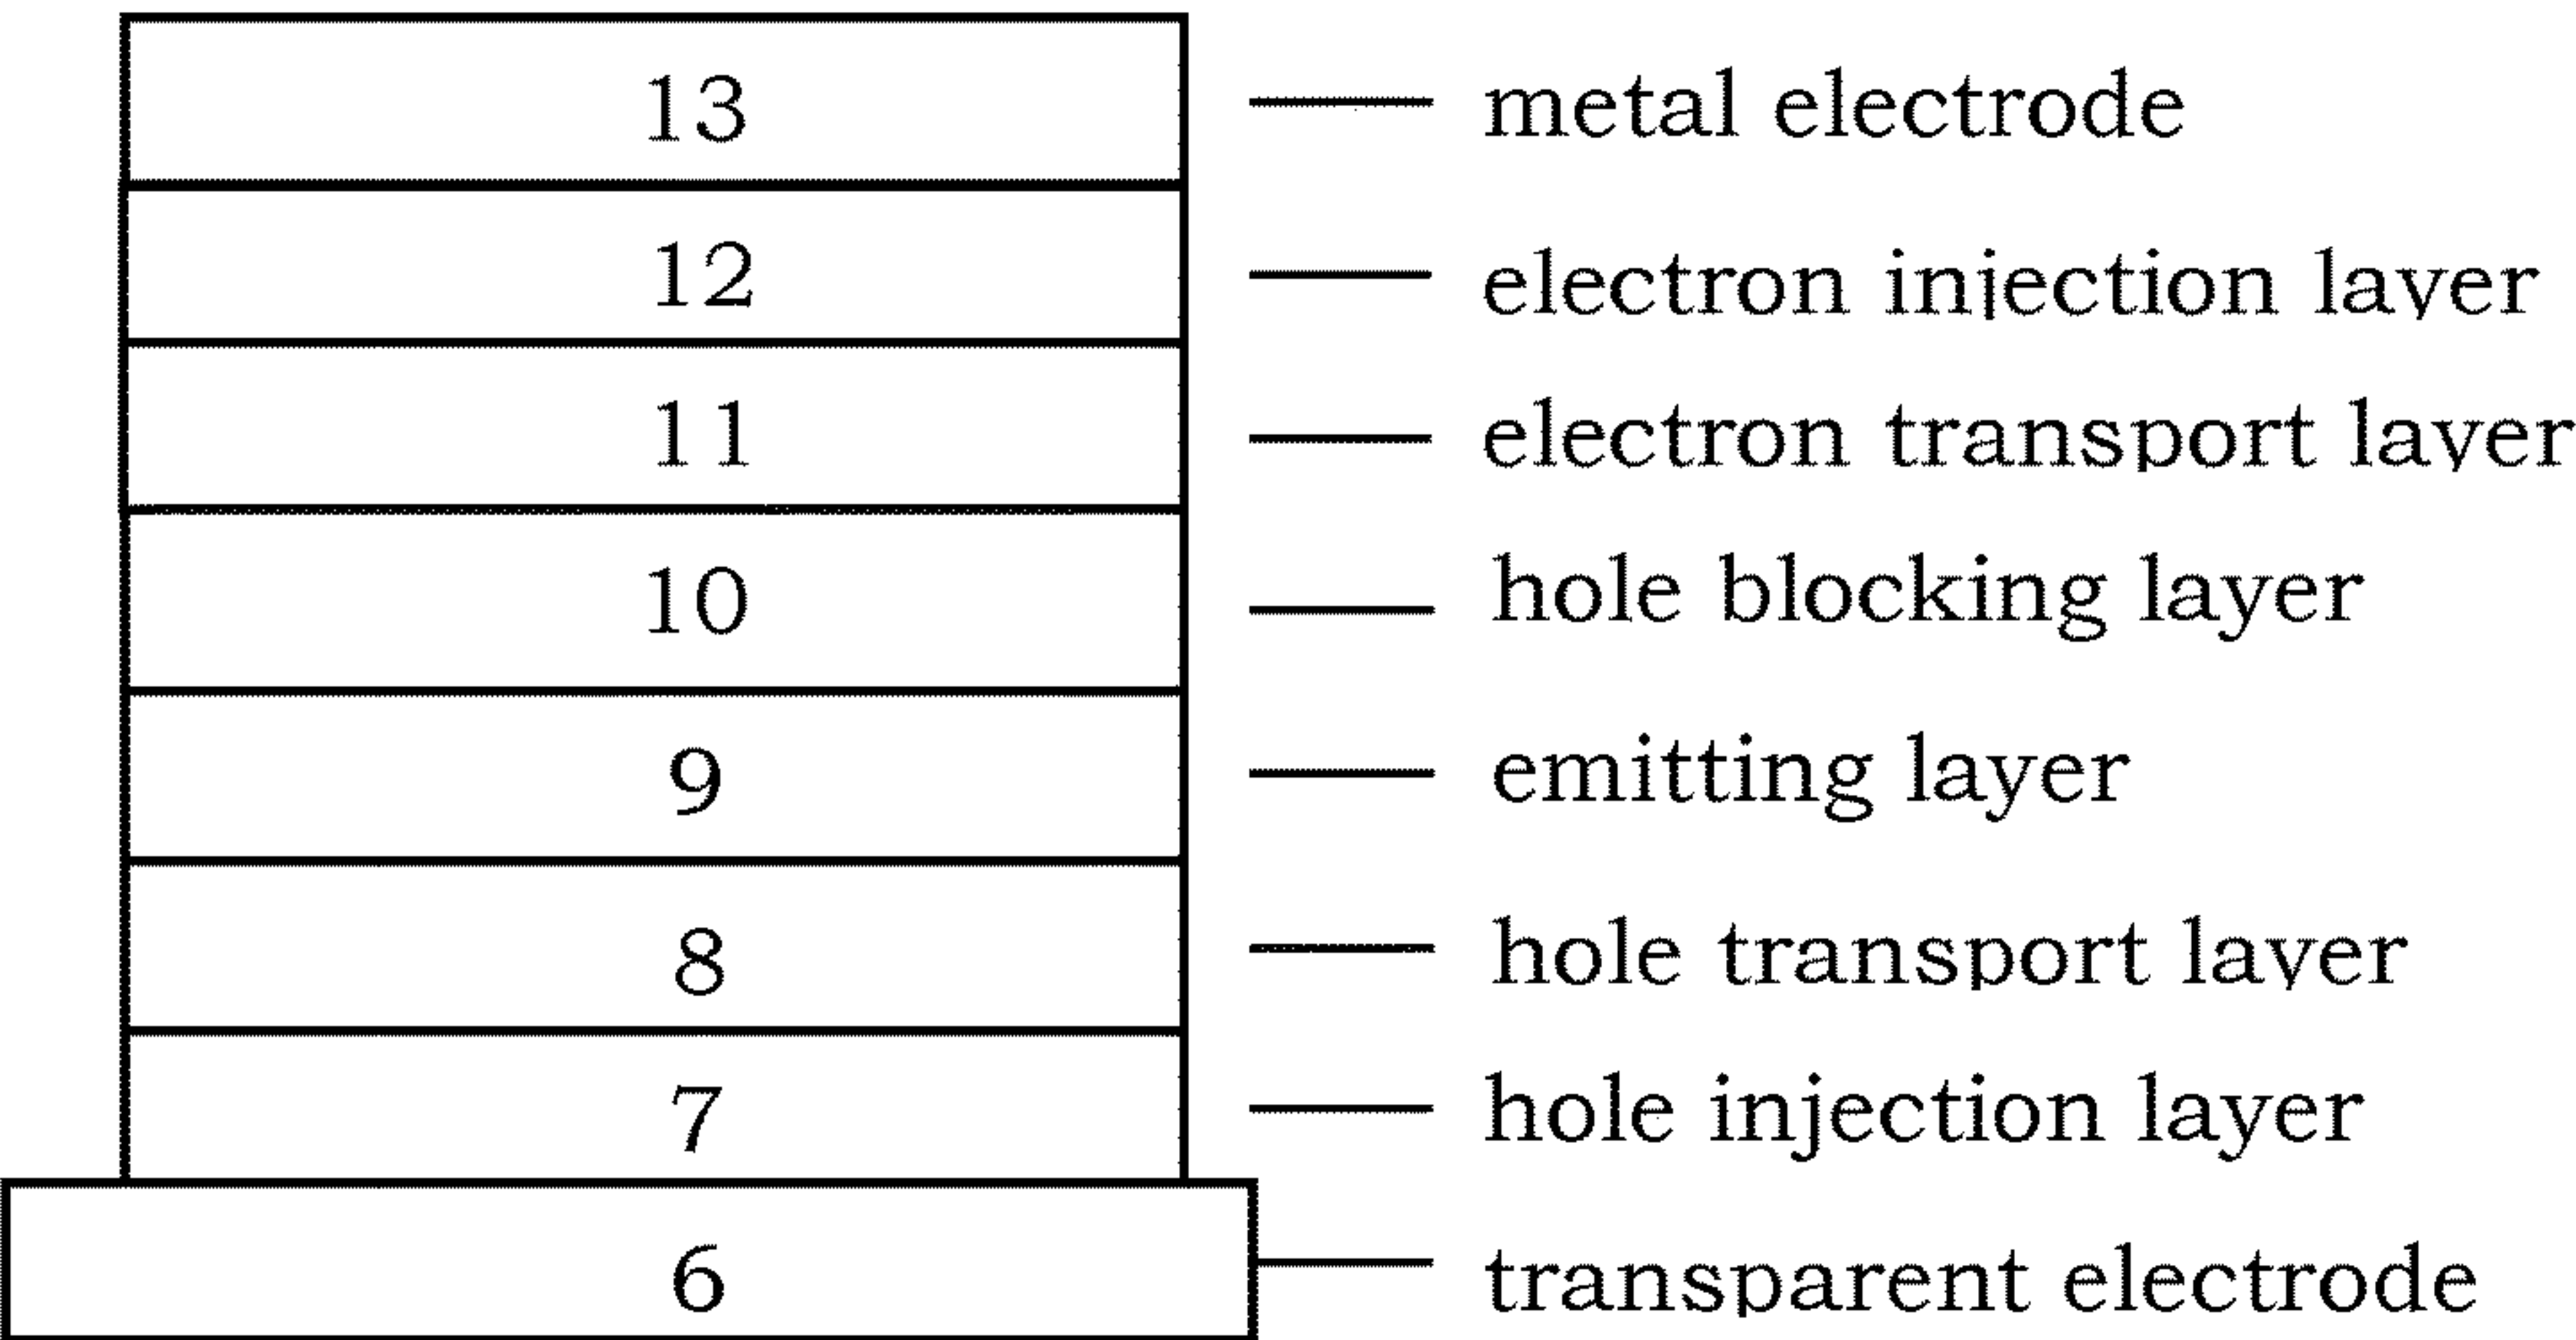 13 metal electrode
12 electron injection layer
11 electron transport layer
10 hole blocking layer
9 emitting layer
8 hole transport layer
7 hole injection layer
6 transparent electrode